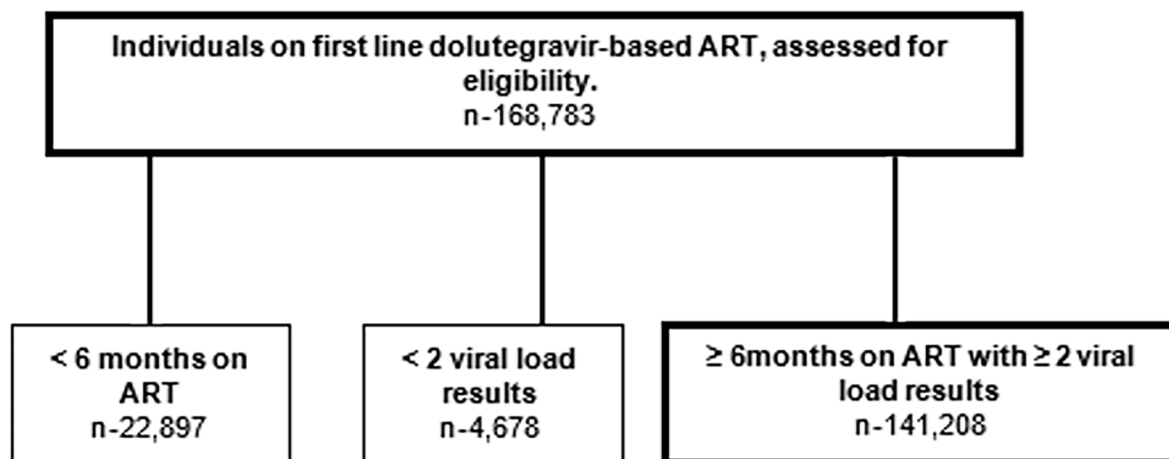 Individuals on first line dolutegravir-based ART, assessed for
eligibility.
n-168,783
< 6 months on
ART
n-22,897
< 2 viral load
results
n-4,678
≥ 6months on ART with ≥ 2 viral
load results
n-141,208